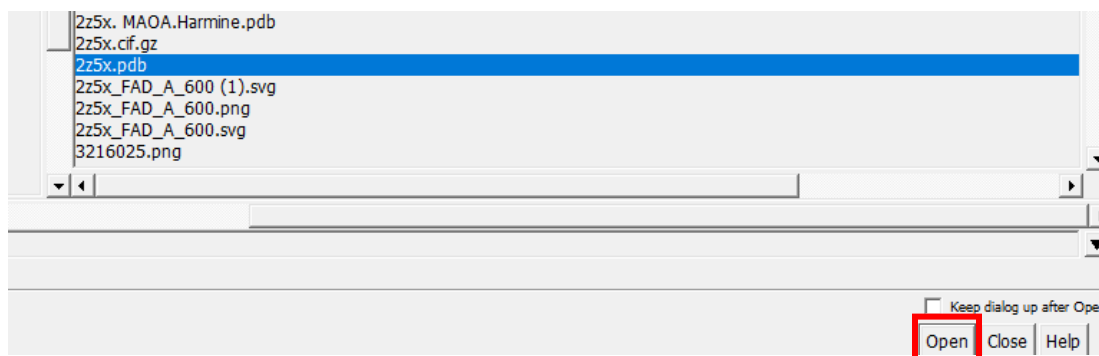 2z5x. MAOA.Harmine.pdb
2z5x.cif.gz
2z5x.pdb
2z5x_FAD_A_600 (1).svg
2z5x_FAD_A_600.png
2z5x_FAD_A_600.svg
3216025.png
Keep dialog up after Ope
Open Close Help